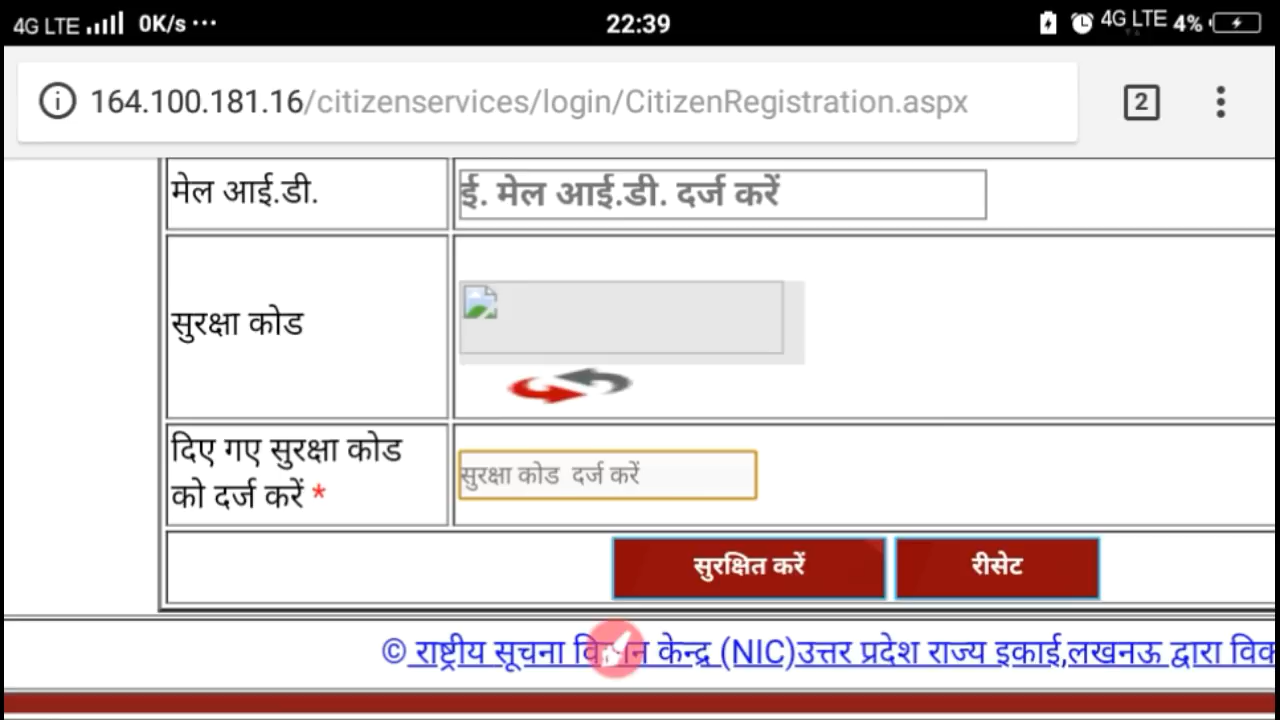 4G LTE 0K/s ··· 22:39 4G LTE 4%
164.100.181.16/citizenservices/login/CitizenRegistration.aspx 2
मेल आई.डी. ई. मेल आई.डी. दर्ज करें
सुरक्षा कोड
दिए गए सुरक्षा कोड
को दर्ज करें * सुरक्षा कोड दर्ज करें
सुरक्षित करें रीसेट
© राष्ट्रीय सूचना केन्द्र (NIC)उत्तर प्रदेश राज्य इकाई,लखनऊ द्वारा